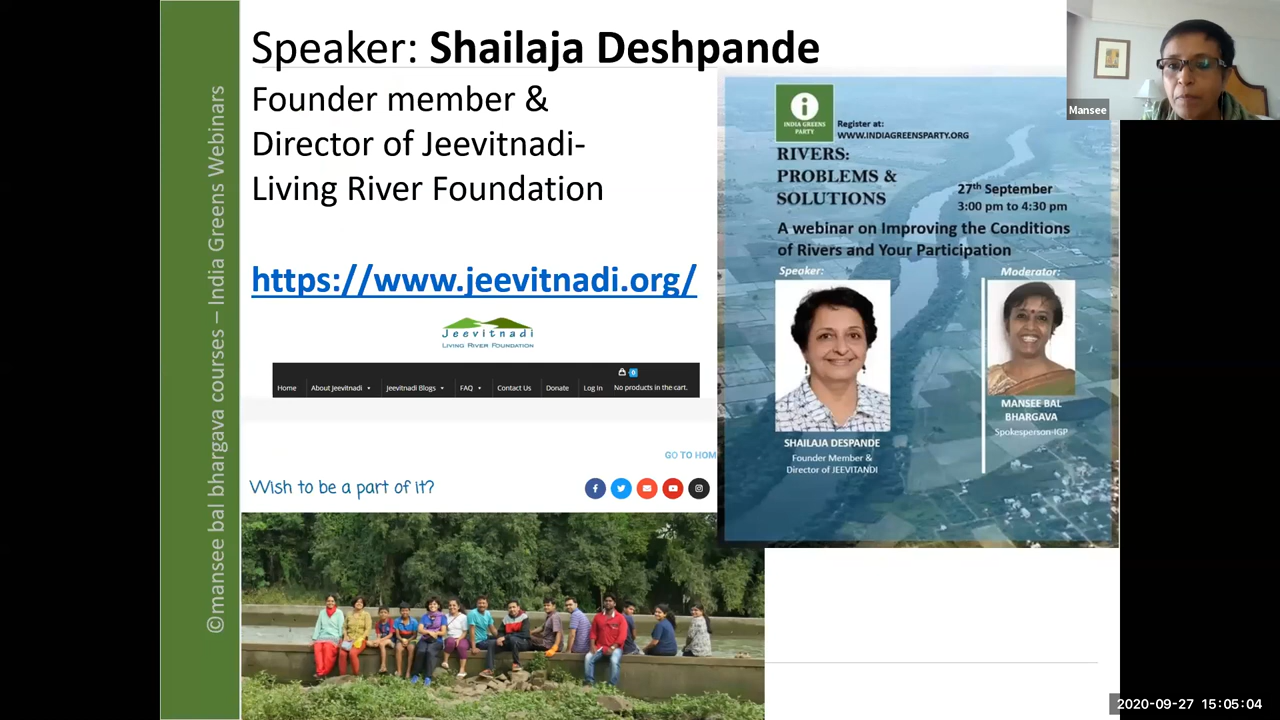 Speaker: Shailaja Deshpande
Founder member &
Director of Jeevitnadi-
Living River Foundation
https://www.jeevitnadi.org/
Jeevitnadi
LIVING RIVER FOUNDATION
0
Home About Jeevitnadi Jeevitnadi Blogs FAQ Contact Us Donate Log In No products in the cart.
GO TO HOM
Wish to be a part of it?
©mansee bal bhargava courses – India Greens Webinars
INDIA GREENS
PARTY
Register at:
WWW.INDIAGREENSPARTY.ORG
RIVERS:
PROBLEMS &
SOLUTIONS
27th September
3:00 pm to 4:30 pm
A webinar on Improving the Conditions
of Rivers and Your Participation
Speaker:
Moderator:
SHAILAJA DESPANDE
Founder Member &
Director of JEEVITANDI
MANSEE BAL
BHARGAVA
Spokesperson-IGP
Mansee
2020-09-27 15:05:04